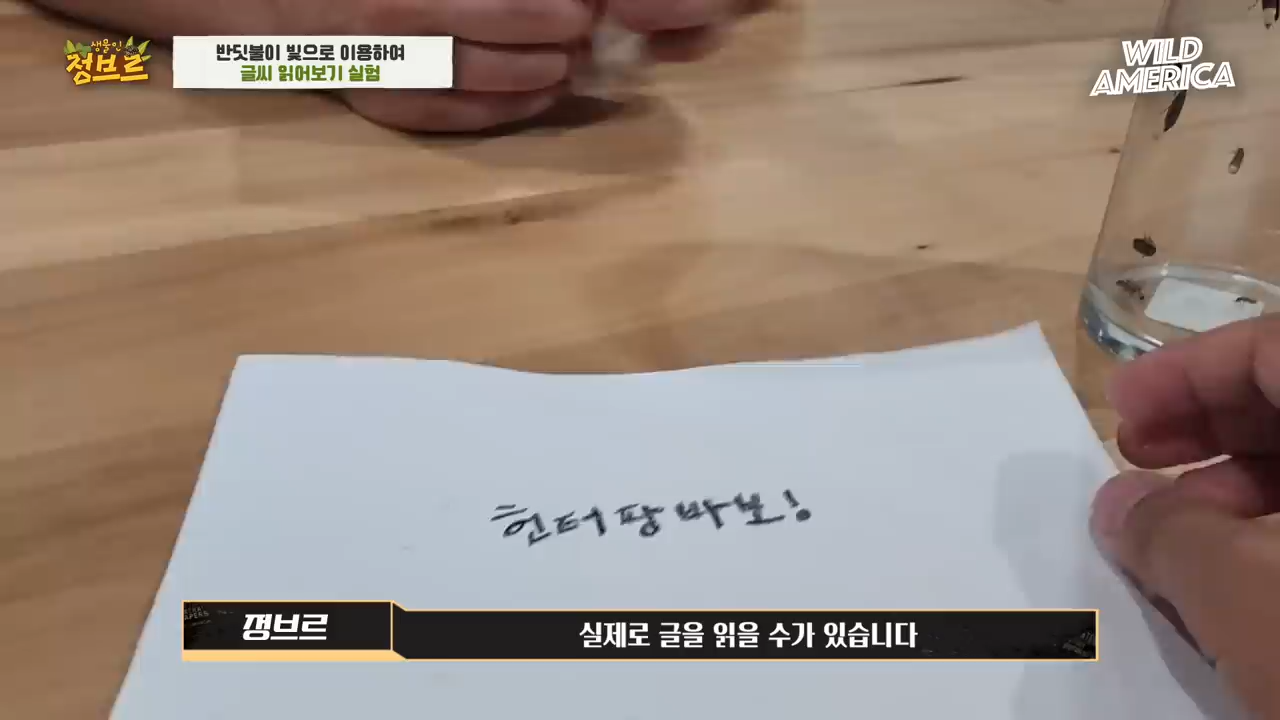 생물인
정브르
반딧불이 빛으로 이용하여
글씨 읽어보기 실험
WILD
AMERICA
헌터팡 바보!
정브르
실제로 글을 읽을 수가 있습니다